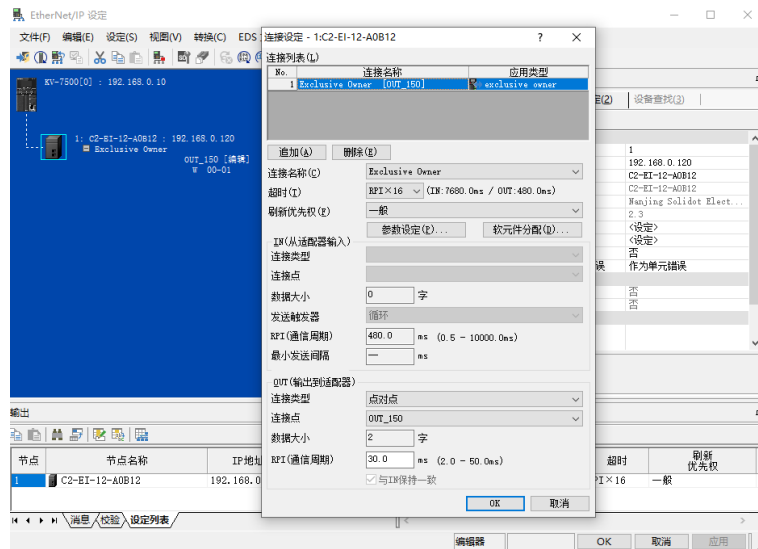 EtherNet/IP 设定
文件(F) 编辑(E) 设定(S) 视图(V) 转换(C) EDS
KV-7500[0] : 192.168.0.10
1: C2-EI-12-A0B12 : 192.168.0.120
Exclusive Owner
OUT_150 [编辑]
W 00-01
连接设定 - 1:C2-EI-12-A0B12 ? ×
连接列表(L)
No. 连接名称 应用类型
1 Exclusive Owner [OUT_150] exclusive owner
追加(A) 删除(E)
连接名称(C) Exclusive Owner
超时(T) RPI×16 (IN:7680.0ms / OUT:480.0ms)
刷新优先权(F) 一般
参数设定(P)... 软元件分配(D)...
IN(从适配器输入)
连接类型
连接点
数据大小 0 字
发送触发器 循环
RPI(通信周期) 480.0 ms (0.5 - 10000.0ms)
最小发送间隔 — ms
OUT(输出到适配器)
连接类型 点对点
连接点 OUT_150
数据大小 2 字
RPI(通信周期) 30.0 ms (2.0 - 50.0ms)
与IN保持一致
OK 取消
(2) 设备查找(3)
1
192.168.0.120
C2-EI-12-A0B12
C2-EI-12-A0B12
Nanjing Solidot Elect...
2.3
<设定>
<设定>
否
误 作为单元错误
否
否
输出
节点 节点名称 IP地址 超时 刷新优先权
1 C2-EI-12-A0B12 192.168.0 PI×16 一般
消息 校验 设定列表
编辑器 OK 取消 应用